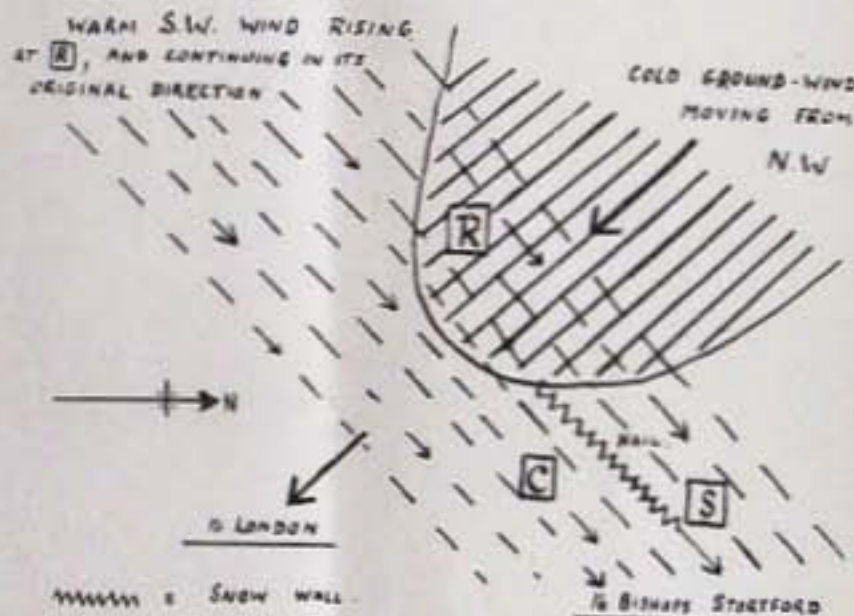 WARM S.W. WIND RISING
AT R, AND CONTINUING IN ITS
ORIGINAL DIRECTION
COLD GROUND-WIND
MOVING FROM
N.W
R
N
HAIL
C
S
TO LONDON
= SNOW WALL.
TO BISHOPS STORTFORD